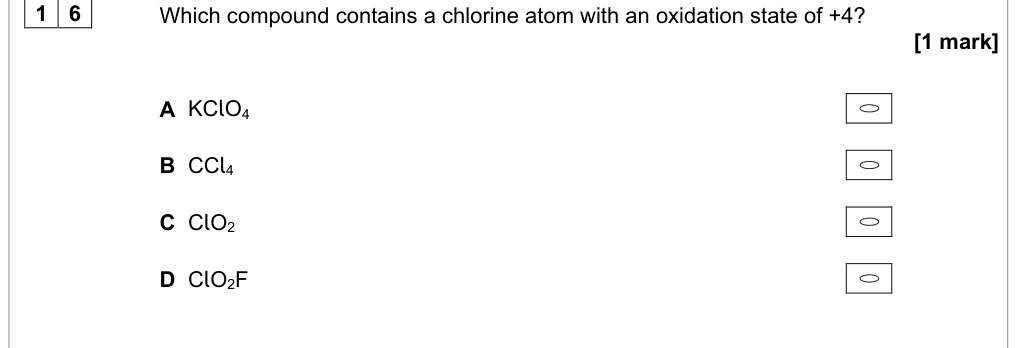 1 6 Which compound contains a chlorine atom with an oxidation state of +4?
[1 mark]
A KClO₄
B CCl₄
C ClO₂
D ClO₂F